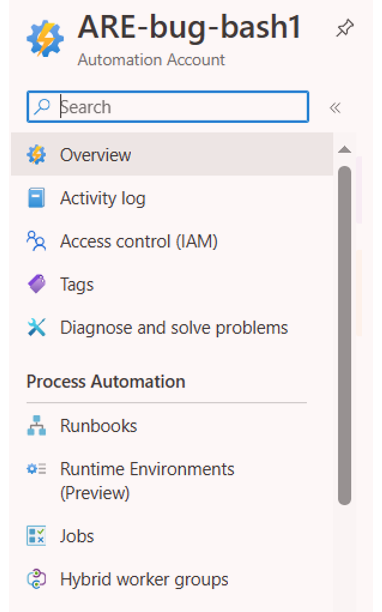 ARE-bug-bash1
Automation Account
Search
Overview
Activity log
Access control (IAM)
Tags
Diagnose and solve problems
Process Automation
Runbooks
Runtime Environments
(Preview)
Jobs
Hybrid worker groups